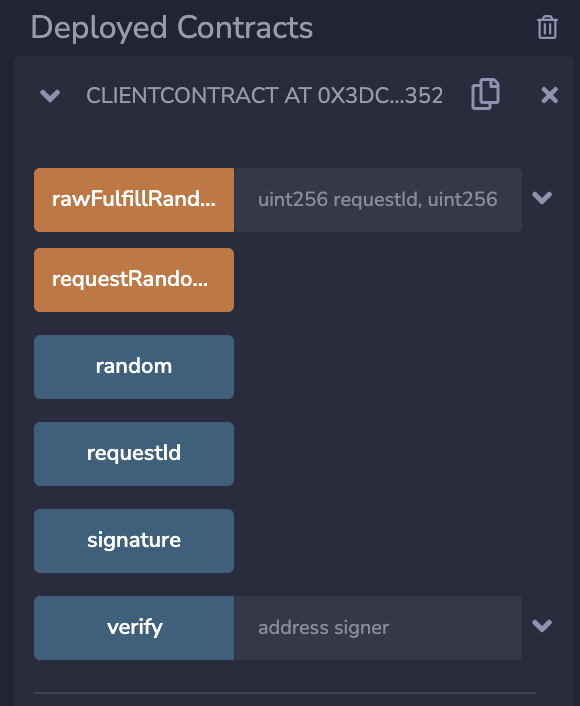 Deployed Contracts
CLIENTCONTRACT AT 0X3DC...352
rawFulfillRand... uint256 requestId, uint256
requestRando...
random
requestId
signature
verify address signer